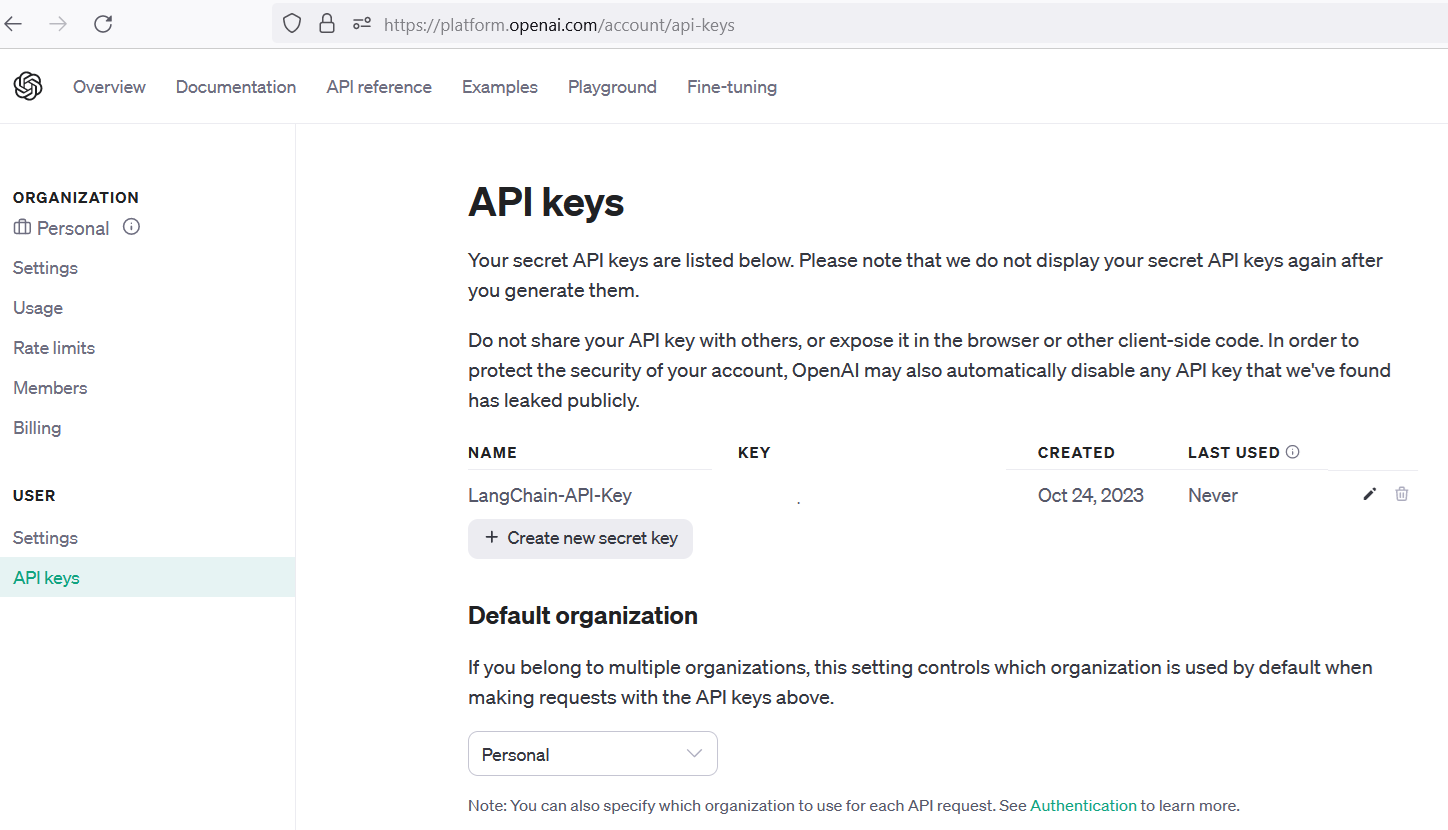 https://platform.openai.com/account/api-keys
Overview Documentation API reference Examples Playground Fine-tuning
ORGANIZATION
Personal
Settings
Usage
Rate limits
Members
Billing
USER
Settings
API keys
API keys
Your secret API keys are listed below. Please note that we do not display your secret API keys again after
you generate them.
Do not share your API key with others, or expose it in the browser or other client-side code. In order to
protect the security of your account, OpenAI may also automatically disable any API key that we've found
has leaked publicly.
NAME KEY CREATED LAST USED
LangChain-API-Key . Oct 24, 2023 Never
+ Create new secret key
Default organization
If you belong to multiple organizations, this setting controls which organization is used by default when
making requests with the API keys above.
Personal
Note: You can also specify which organization to use for each API request. See Authentication to learn more.